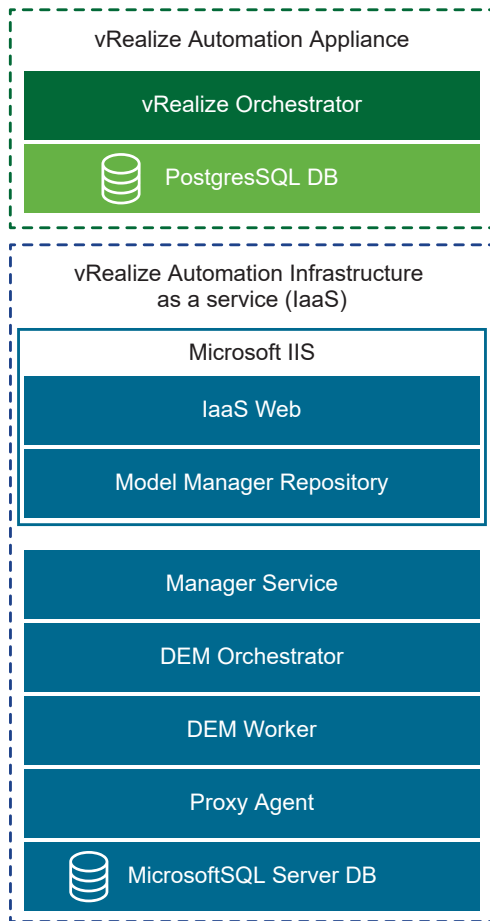 vRealize Automation Appliance
vRealize Orchestrator
PostgresSQL DB
vRealize Automation Infrastructure
as a service (IaaS)
Microsoft IIS
IaaS Web
Model Manager Repository
Manager Service
DEM Orchestrator
DEM Worker
Proxy Agent
MicrosoftSQL Server DB